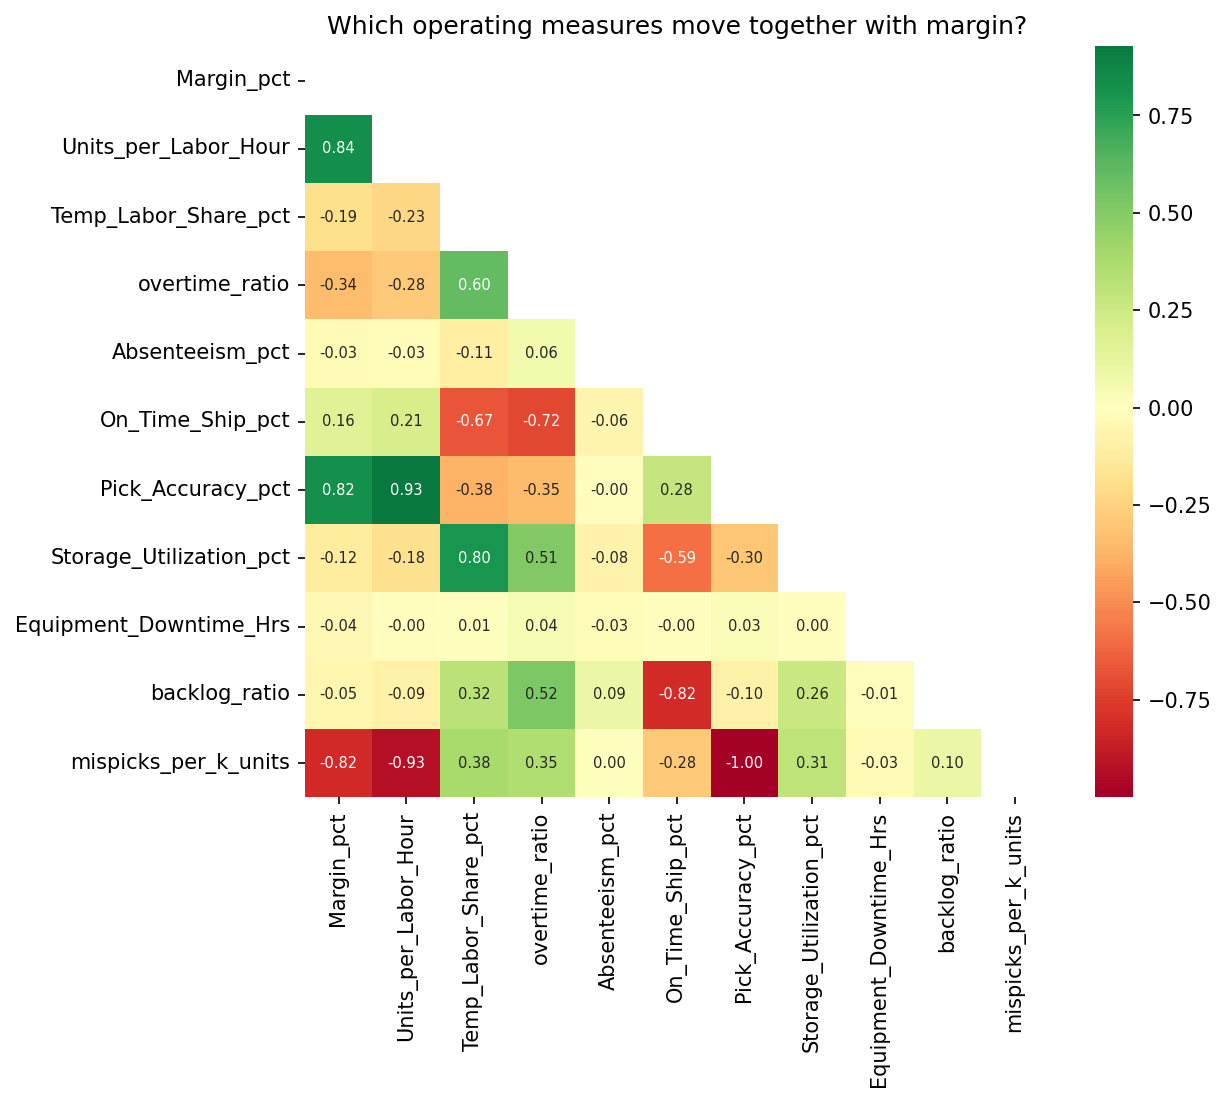 Which operating measures move together with margin?
Margin_pct
Units_per_Labor_Hour 0.84
Temp_Labor_Share_pct -0.19 -0.23
overtime_ratio -0.34 -0.28 0.60
Absenteeism_pct -0.03 -0.03 -0.11 0.06
On_Time_Ship_pct 0.16 0.21 -0.67 -0.72 -0.06
Pick_Accuracy_pct 0.82 0.93 -0.38 -0.35 -0.00 0.28
Storage_Utilization_pct -0.12 -0.18 0.80 0.51 -0.08 -0.59 -0.30
Equipment_Downtime_Hrs -0.04 -0.00 0.01 0.04 -0.03 -0.00 0.03 0.00
backlog_ratio -0.05 -0.09 0.32 0.52 0.09 -0.82 -0.10 0.26 -0.01
mispicks_per_k_units -0.82 -0.93 0.38 0.35 0.00 -0.28 -1.00 0.31 -0.03 0.10
Margin_pct
Units_per_Labor_Hour
Temp_Labor_Share_pct
overtime_ratio
Absenteeism_pct
On_Time_Ship_pct
Pick_Accuracy_pct
Storage_Utilization_pct
Equipment_Downtime_Hrs
backlog_ratio
mispicks_per_k_units
0.75
0.50
0.25
0.00
−0.25
−0.50
−0.75